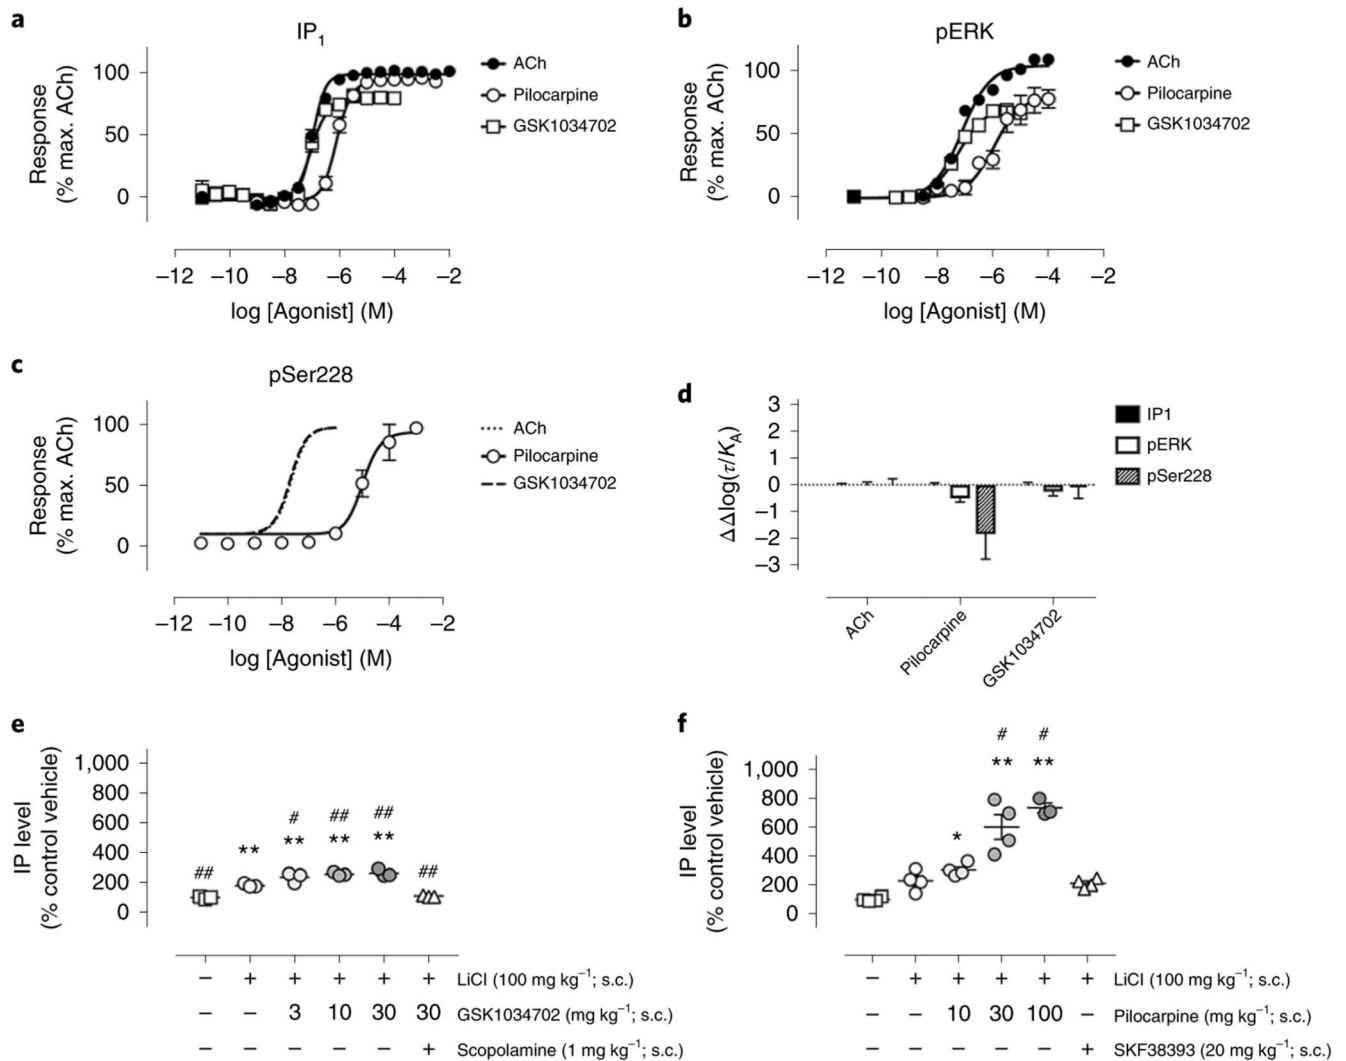 a
IP1
Response
(% max. ACh)
100
50
0
−12 −10 −8 −6 −4 −2
log [Agonist] (M)
ACh
Pilocarpine
GSK1034702
b
pERK
Response
(% max. ACh)
100
50
0
−12 −10 −8 −6 −4 −2
log [Agonist] (M)
ACh
Pilocarpine
GSK1034702
c
pSer228
Response
(% max. ACh)
100
50
0
−12 −10 −8 −6 −4 −2
log [Agonist] (M)
ACh
Pilocarpine
GSK1034702
d
ΔΔlog(τ/KA)
3
2
1
0
−1
−2
−3
ACh
Pilocarpine
GSK1034702
IP1
pERK
pSer228
e
IP level
(% control vehicle)
1,000
800
600
400
200
0
# ## ##
## ** ** ** ** ##
− + + + + + LiCl (100 mg kg−1; s.c.)
− − 3 10 30 30 GSK1034702 (mg kg−1; s.c.)
− − − − − + Scopolamine (1 mg kg−1; s.c.)
f
IP level
(% control vehicle)
1,000
800
600
400
200
0
# #
* ** **
− + + + + + LiCl (100 mg kg−1; s.c.)
− − 10 30 100 − Pilocarpine (mg kg−1; s.c.)
− − − − − + SKF38393 (20 mg kg−1; s.c.)